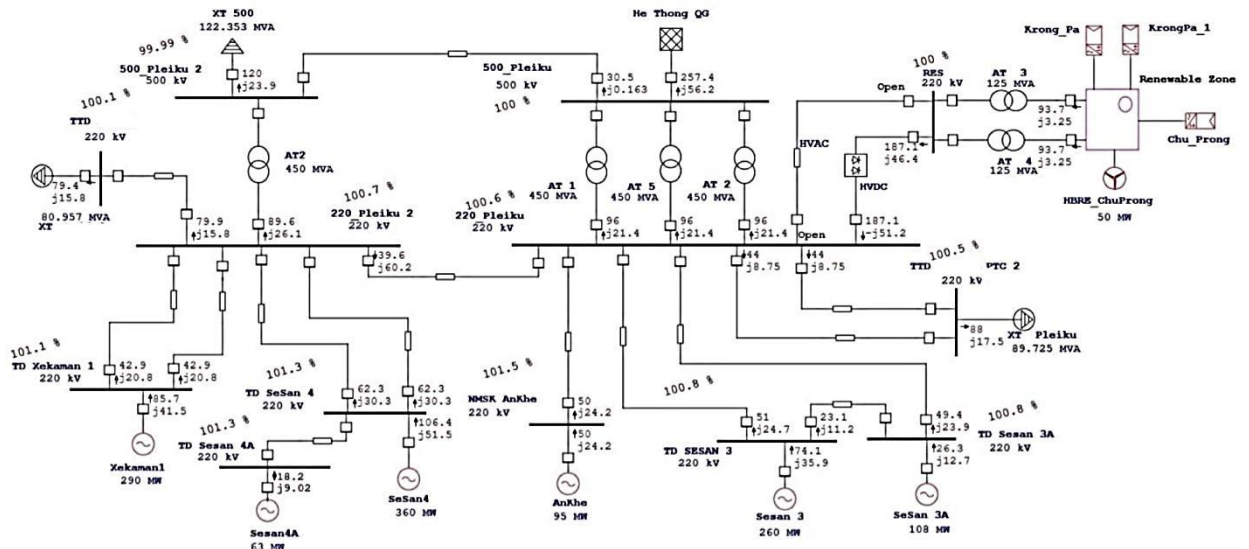 XT 500
122.353 MVA
99.99 %
500_Pleiku 2
500 kV
120
j23.9
He Thong QG
500_Pleiku
500 kV
100 %
30.5
j0.163
257.4
j56.2
Krong_Pa
KrongPa_1
Renewable Zone
100 %
RES
220 kV
Open
AT 3
125 MVA
93.7
j3.25
AT 4
125 MVA
93.7
j3.25
Chu_Prong
HBRE_ChuProng
50 MW
187.1
j46.4
HVAC
HVDC
187.1
-j51.2
Open
100.1 %
TTD
220 kV
79.4
j15.8
80.957 MVA
XT
AT2
450 MVA
AT 1
450 MVA
AT 5
450 MVA
AT 2
450 MVA
100.7 %
220_Pleiku 2
220 kV
79.9
j15.8
89.6
j26.1
39.6
j60.2
100.6 %
220_Pleiku
220 kV
96
j21.4
96
j21.4
96
j21.4
44
j8.75
44
j8.75
100.5 %
TTD PTC 2
220 kV
88
j17.5
XT Pleiku
89.725 MVA
101.1 %
TD Xekaman 1
220 kV
42.9
j20.8
42.9
j20.8
85.7
j41.5
Xekaman1
290 MW
101.3 %
TD SeSan 4
220 kV
62.3
j30.3
62.3
j30.3
106.4
j51.5
SeSan4
360 MW
101.3 %
TD Sesan 4A
220 kV
18.2
j9.02
Sesan4A
63 MW
101.5 %
NMSK AnKhe
220 kV
50
j24.2
50
j24.2
AnKhe
95 MW
100.8 %
TD SESAN 3
220 kV
51
j24.7
23.1
j11.2
74.1
j35.9
Sesan 3
260 MW
49.4
j23.9
100.8 %
TD Sesan 3A
220 kV
26.3
j12.7
SeSan 3A
108 MW